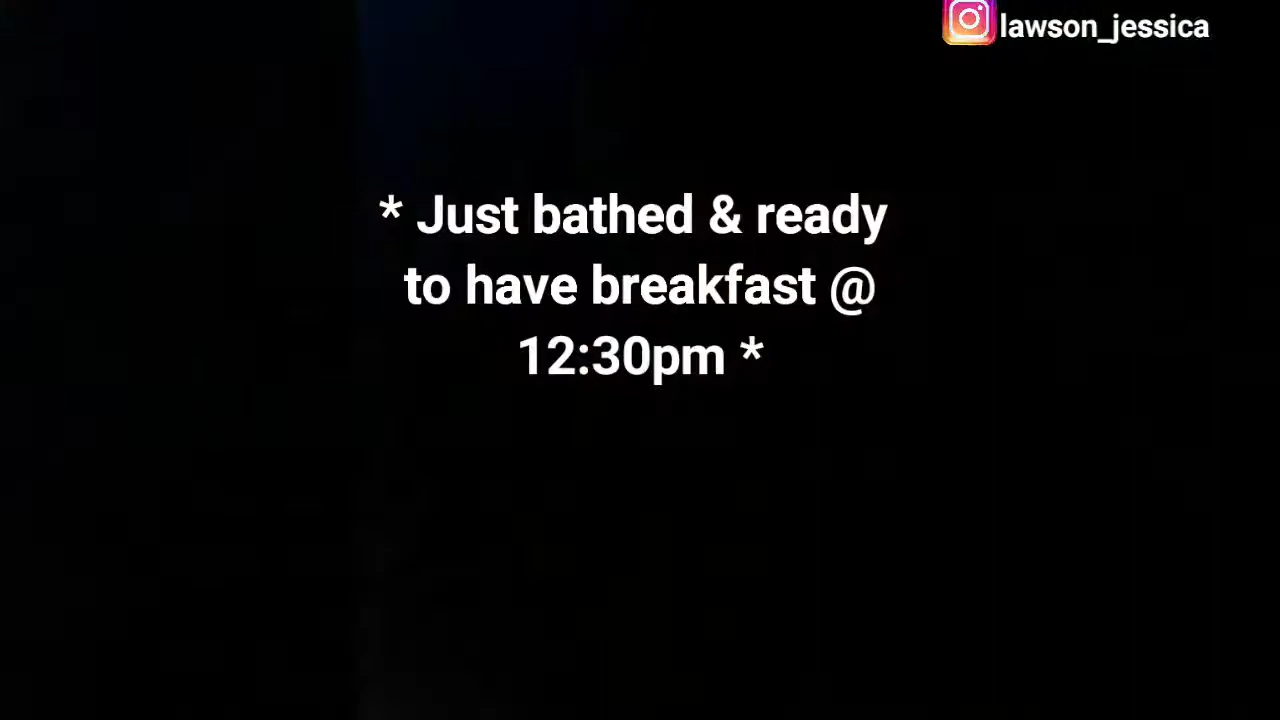 lawson_jessica
* Just bathed & ready
to have breakfast @
12:30pm *